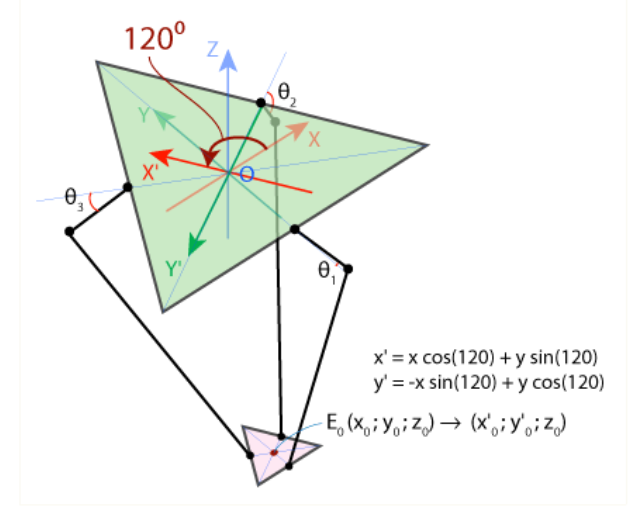 120⁰
Z
θ₂
Y
X
X'
O
θ₃
Y'
θ₁
x' = x cos(120) + y sin(120)
y' = -x sin(120) + y cos(120)
E₀ (x₀; y₀; z₀) → (x'₀; y'₀; z₀)